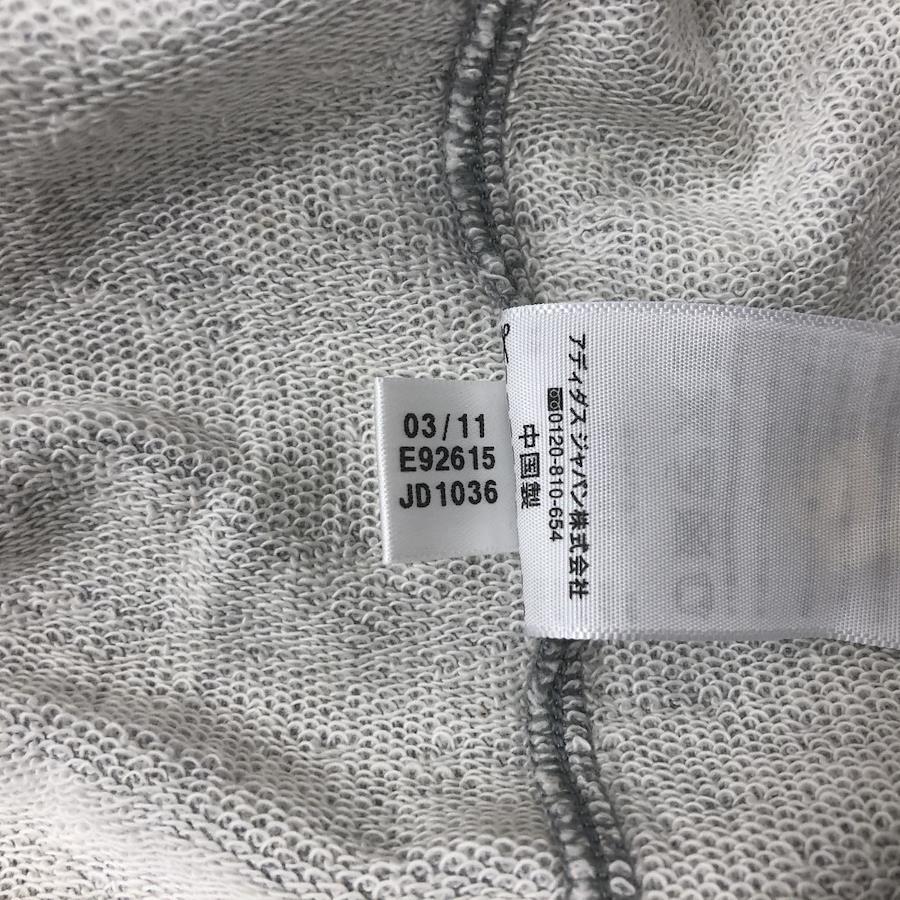 03/11
E92615
JD1036
アディダス ジャパン株式会社
0120-810-654
中国製